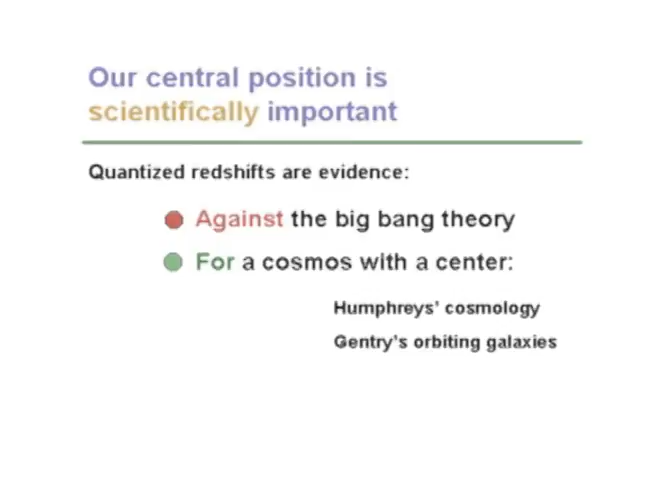 Our central position is
scientifically important
Quantized redshifts are evidence:
Against the big bang theory
For a cosmos with a center:
Humphreys' cosmology
Gentry's orbiting galaxies